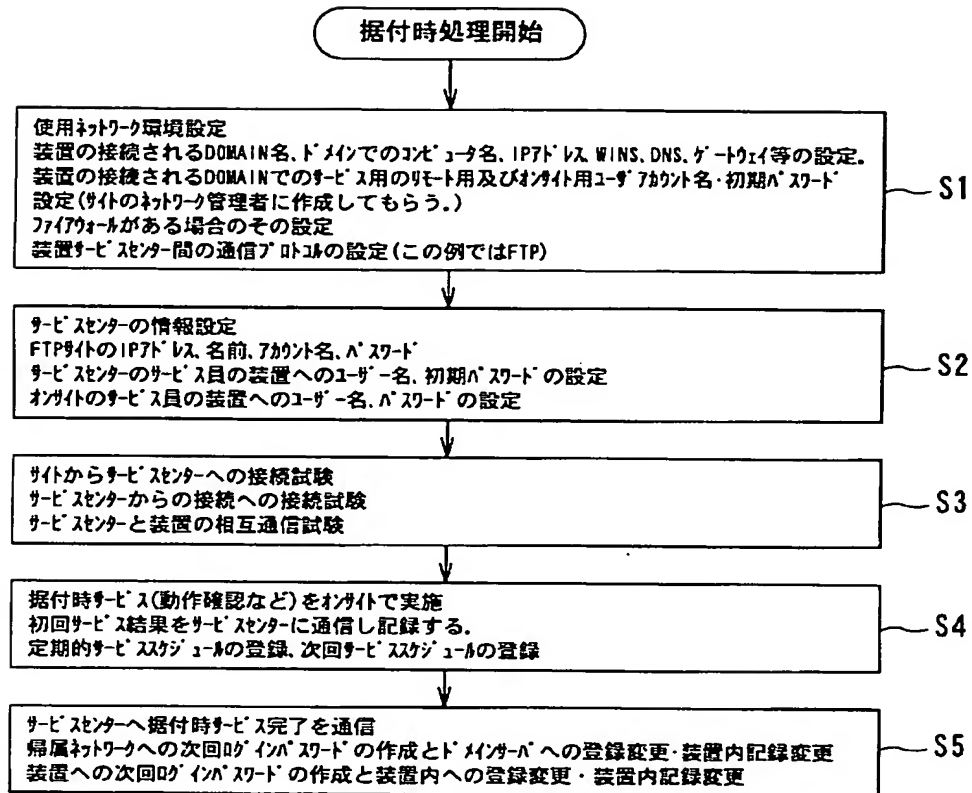 据付時処理開始
使用ネットワーク環境設定
装置の接続されるDOMAIN名、ドメインでのコンピュータ名、IPアドレス、WINS、DNS、ゲートウェイ等の設定.
装置の接続されるDOMAINでのサービス用のリモート用及びオンサイト用ユーザアカウント名・初期パスワード
設定(サイトのネットワーク管理者に作成してもらう。)
ファイアウォールがある場合のその設定
装置サービスセンター間の通信プロトコルの設定(この例ではFTP)
S1
サービスセンターの情報設定
FTPサイトのIPアドレス、名前、アカウント名、パスワード
サービスセンターのサービス員の装置へのユーザー名、初期パスワードの設定
オンサイトのサービス員の装置へのユーザー名、パスワードの設定
S2
サイトからサービスセンターへの接続試験
サービスセンターからの接続への接続試験
サービスセンターと装置の相互通信試験
S3
据付時サービス(動作確認など)をオンサイトで実施
初回サービス結果をサービスセンターに通信し記録する.
定期的サービススケジュールの登録、次回サービススケジュールの登録
S4
サービスセンターへ据付時サービス完了を通信
帰属ネットワークへの次回ログインパスワードの作成とドメインサーバへの登録変更・装置内記録変更
装置への次回ログインパスワードの作成と装置内への登録変更・装置内記録変更
S5